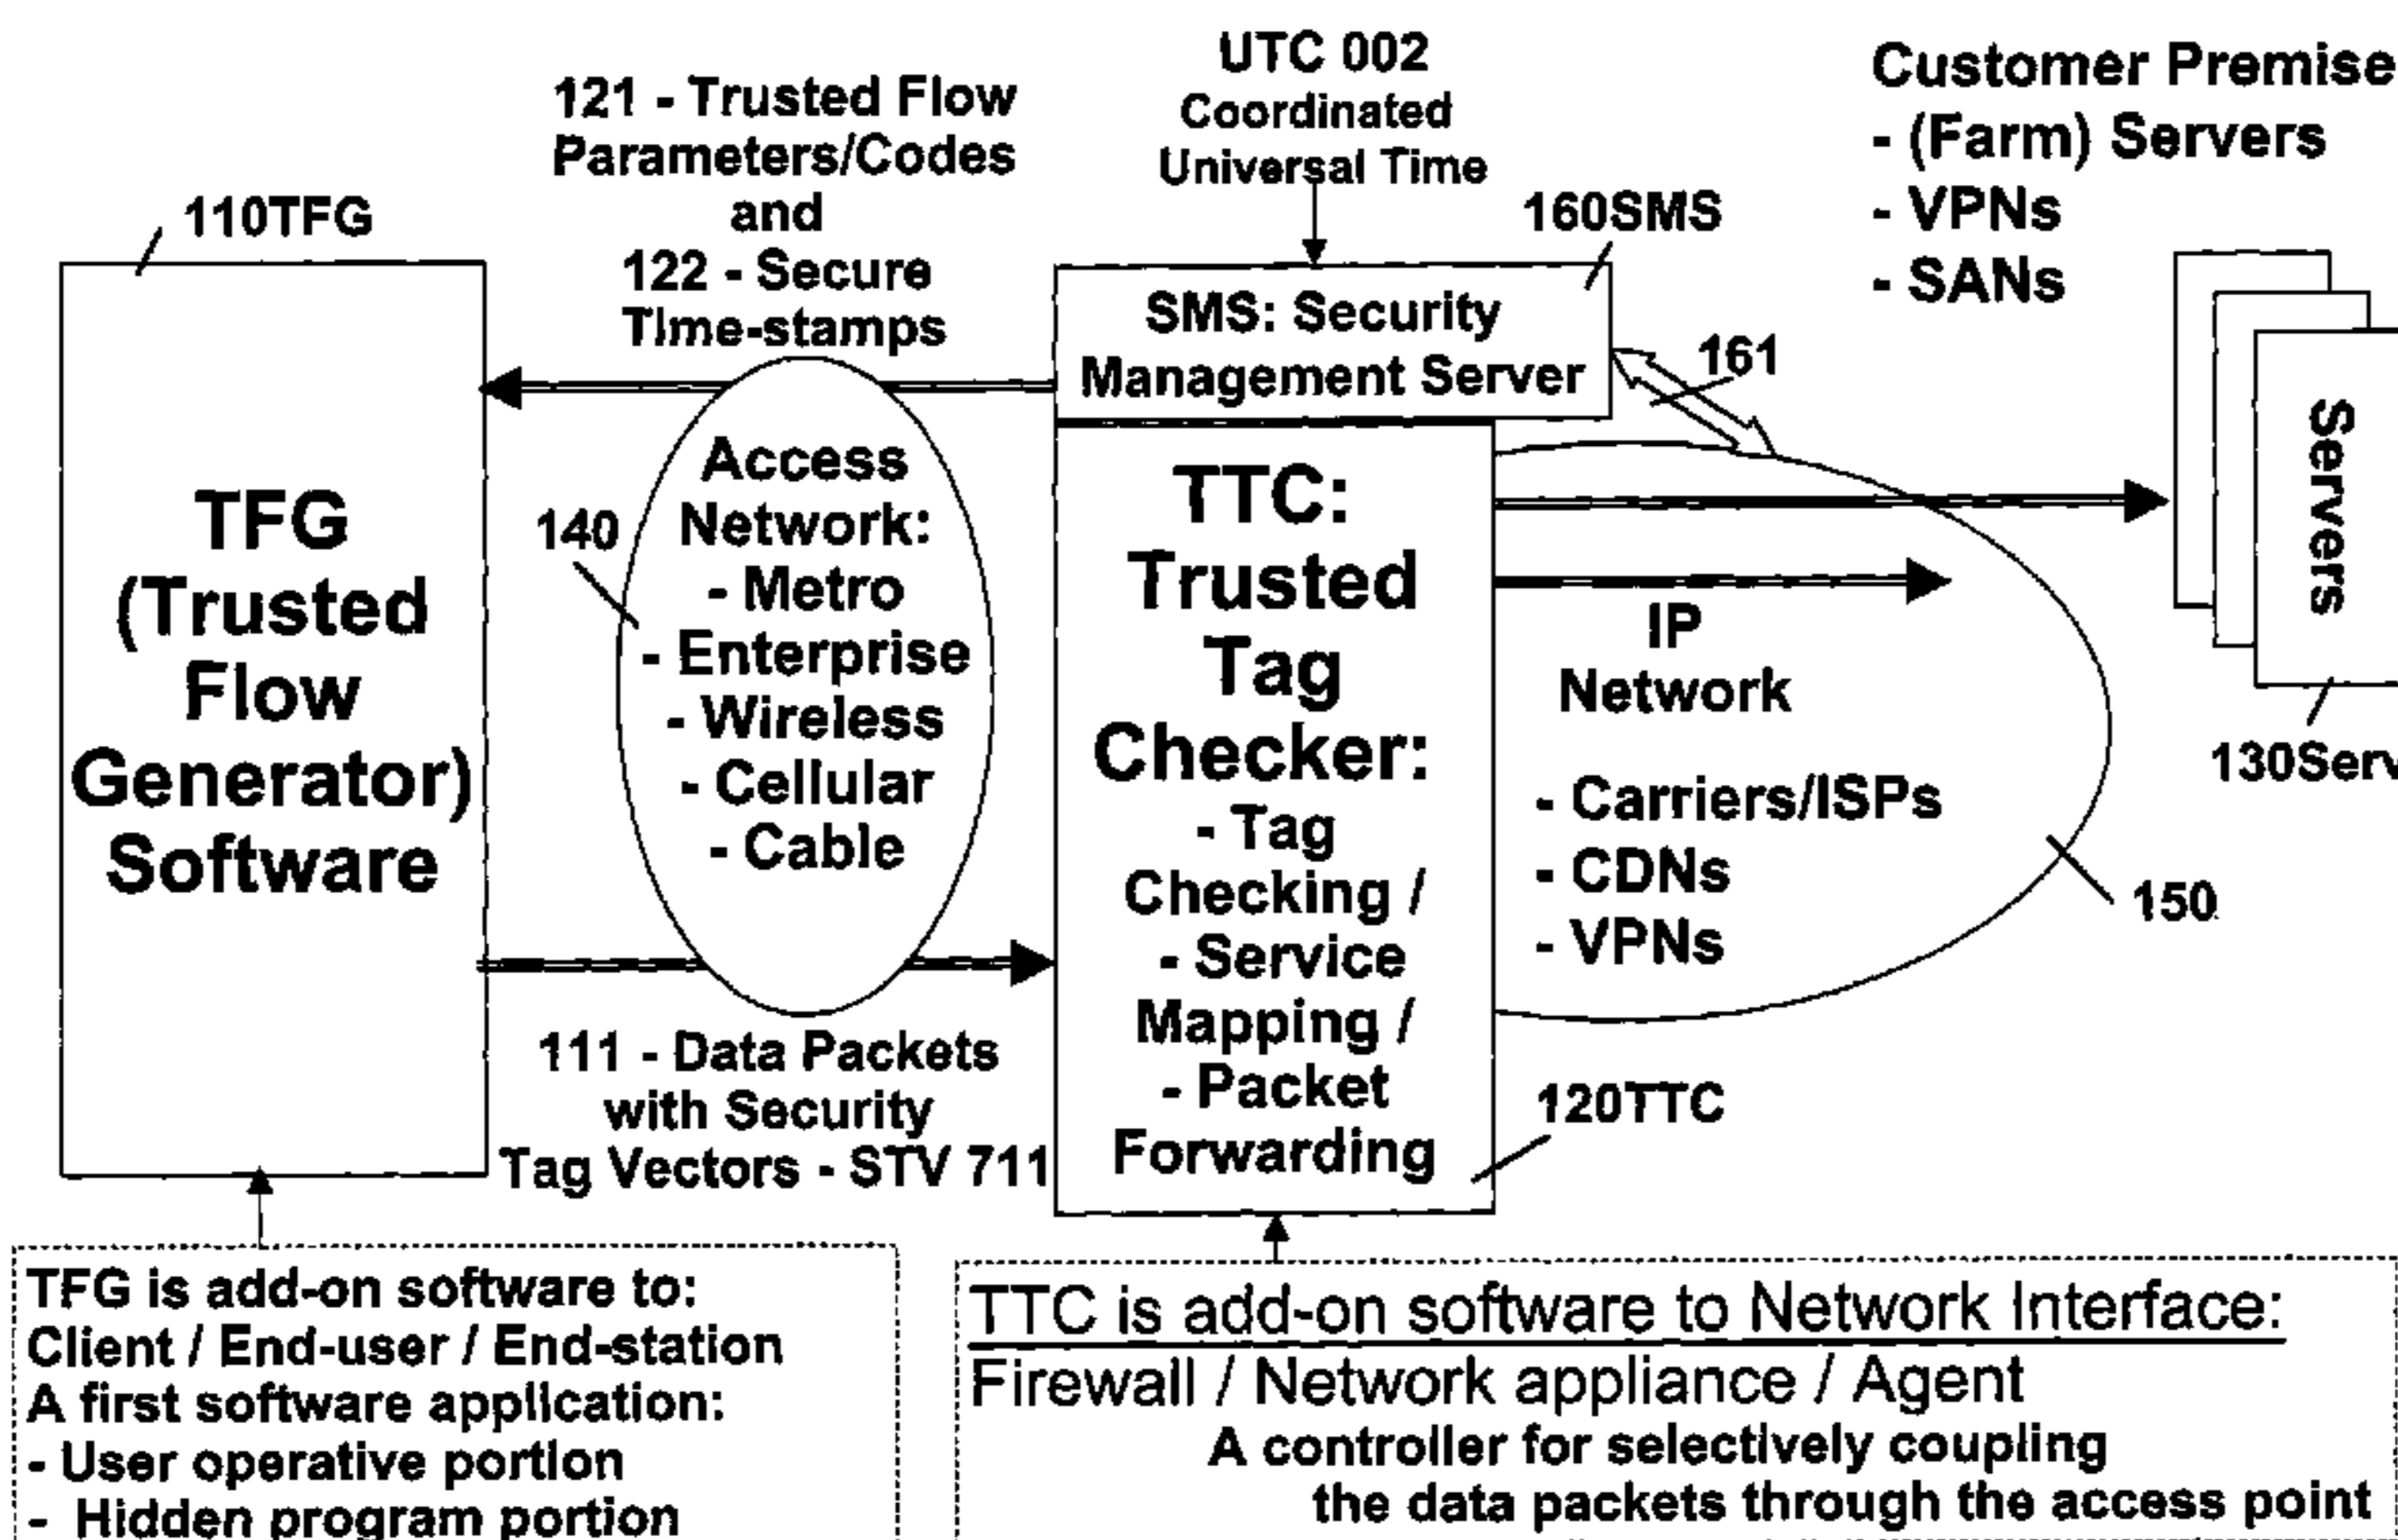 UTC 002
Coordinated
Universal Time
Customer Premise
- (Farm) Servers
- VPNs
- SANs
121 - Trusted Flow
Parameters/Codes
and
122 - Secure
Time-stamps
110TFG
160SMS
SMS: Security
Management Server
161
Servers
130Serv
TFG
(Trusted
Flow
Generator)
Software
140
Access
Network:
- Metro
- Enterprise
- Wireless
- Cellular
- Cable
TTC:
Trusted
Tag
Checker:
- Tag
Checking /
- Service
Mapping /
- Packet
Forwarding
IP
Network
- Carriers/ISPs
- CDNs
- VPNs
150
111 - Data Packets
with Security
Tag Vectors - STV 711
120TTC
TFG is add-on software to:
Client / End-user / End-station
A first software application:
- User operative portion
- Hidden program portion
TTC is add-on software to Network Interface:
Firewall / Network appliance / Agent
A controller for selectively coupling
the data packets through the access point